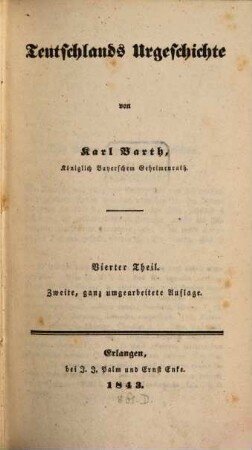 Teutschlands Urgeschichte
von
Karl Barth,
Königlich Bayerschem Geheimenrath.
Vierter Theil.
Zweite, ganz umgearbeitete Auflage.
Erlangen,
bei J. J. Palm und Ernst Enke.
1843.